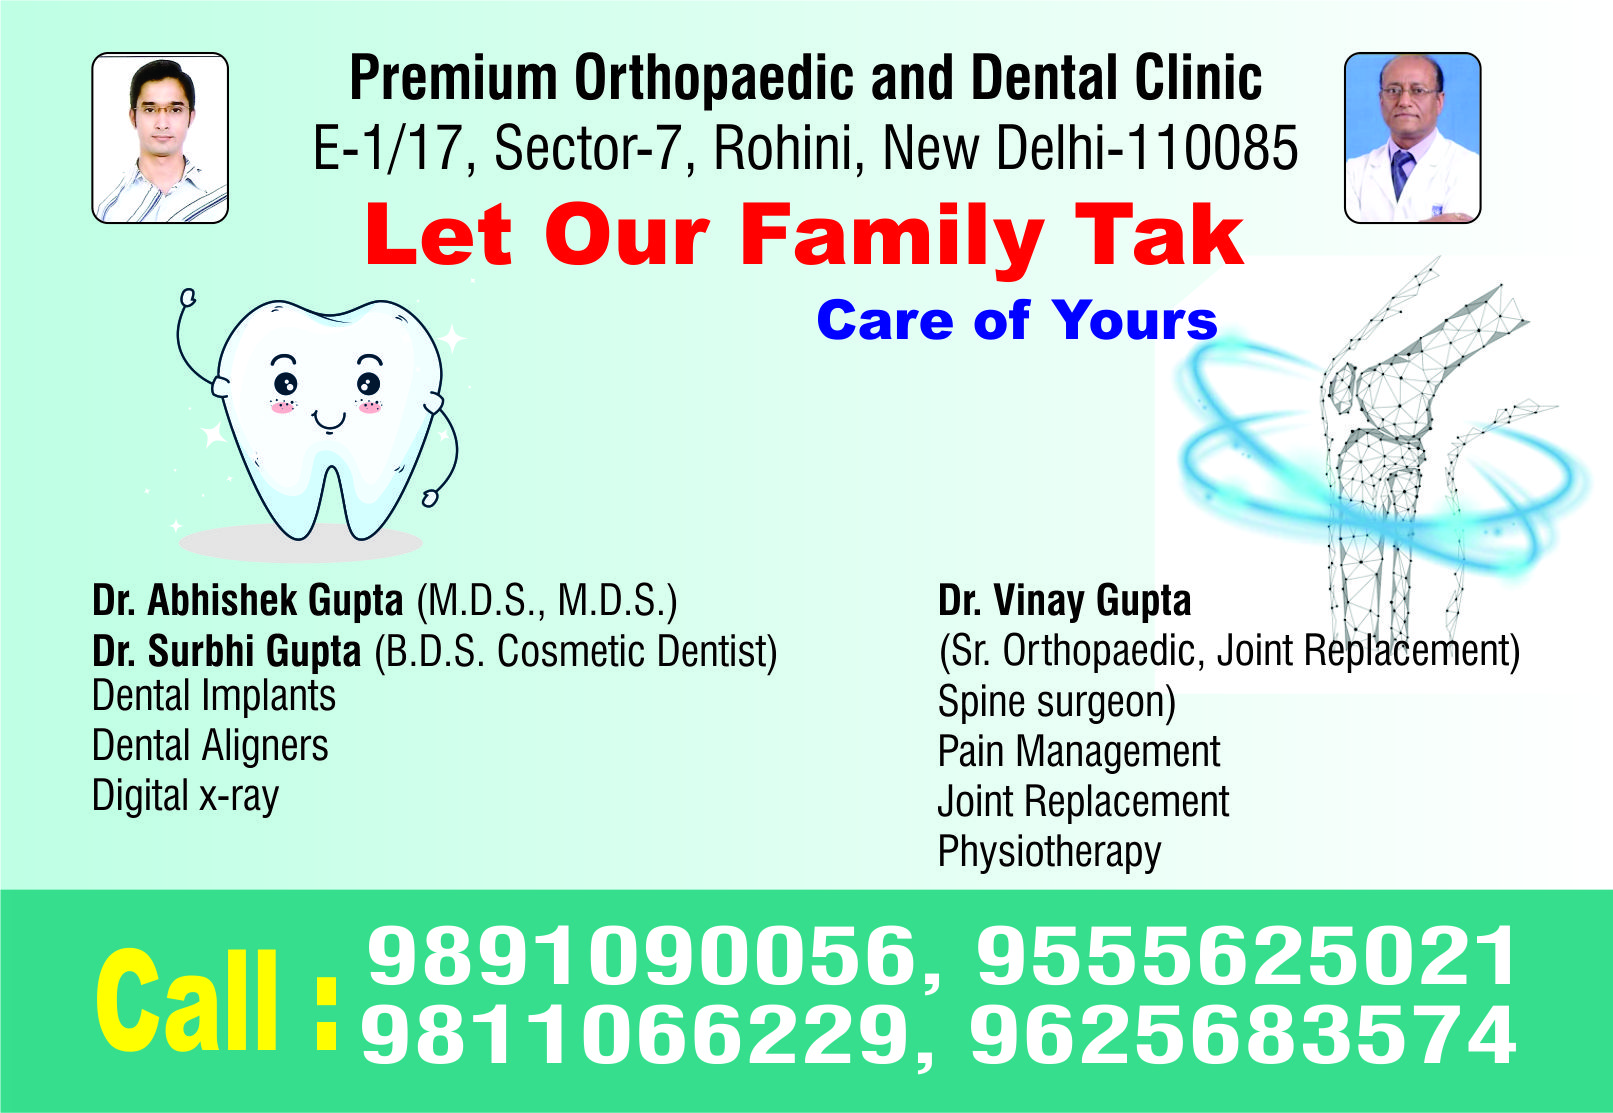 Premium Orthopaedic and Dental Clinic
E-1/17, Sector-7, Rohini, New Delhi-110085
Let Our Family Tak
Care of Yours
Dr. Abhishek Gupta (M.D.S., M.D.S.)
Dr. Surbhi Gupta (B.D.S. Cosmetic Dentist)
Dental Implants
Dental Aligners
Digital x-ray
Dr. Vinay Gupta
(Sr. Orthopaedic, Joint Replacement)
Spine surgeon)
Pain Management
Joint Replacement
Physiotherapy
Call : 9891090056, 9555625021
9811066229, 9625683574